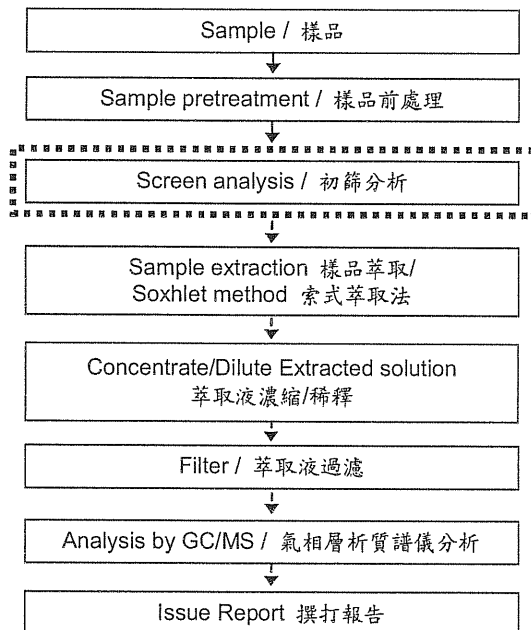 Sample / 樣品
Sample pretreatment / 樣品前處理
Screen analysis / 初篩分析
Sample extraction 樣品萃取/
Soxhlet method 索式萃取法
Concentrate/Dilute Extracted solution
萃取液濃縮/稀釋
Filter / 萃取液過濾
Analysis by GC/MS / 氣相層析質譜儀分析
Issue Report 撰打報告